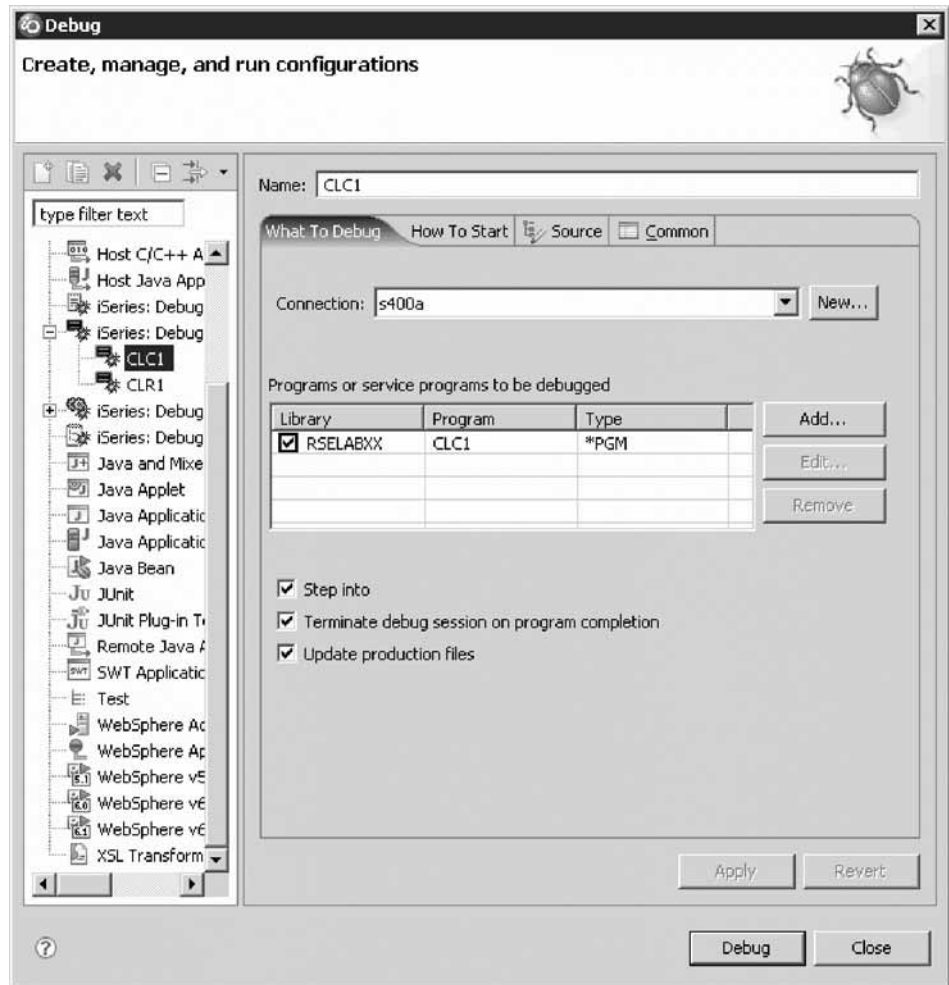 Debug
Create, manage, and run configurations
type filter text
Host C/C++ A
Host Java App
iSeries: Debug
iSeries: Debug
CLC1
CLR1
iSeries: Debug
iSeries: Debug
Java and Mixe
Java Applet
Java Applicatic
Java Applicatic
Java Bean
JUnit
JUnit Plug-in Te
Remote Java A
SWT Applicatic
Test
WebSphere Ac
WebSphere Ap
WebSphere v5
WebSphere v6
WebSphere v6
XSL Transform
Name: CLC1
What To Debug How To Start Source Common
Connection: s400a New...
Programs or service programs to be debugged
Library Program Type
RSELABXX CLC1 *PGM
Add...
Edit...
Remove
Step into
Terminate debug session on program completion
Update production files
Apply Revert
Debug Close